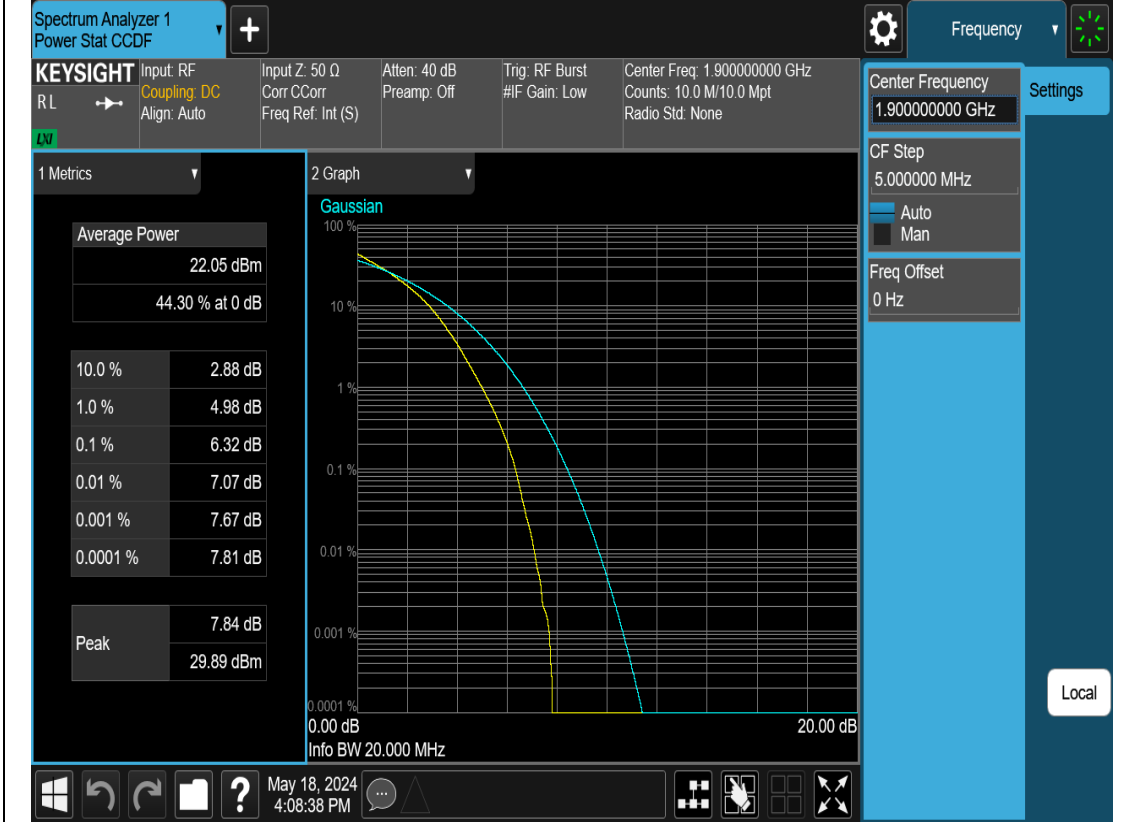 Spectrum Analyzer 1
Power Stat CCDF
Frequency
KEYSIGHT
RL
LXI
Input: RF
Coupling: DC
Align: Auto
Input Z: 50 Ω
Corr CCorr
Freq Ref: Int (S)
Atten: 40 dB
Preamp: Off
Trig: RF Burst
#IF Gain: Low
Center Freq: 1.900000000 GHz
Counts: 10.0 M/10.0 Mpt
Radio Std: None
Center Frequency
1.900000000 GHz
Settings
CF Step
5.000000 MHz
Auto
Man
Freq Offset
0 Hz
Local
1 Metrics
Average Power
22.05 dBm
44.30 % at 0 dB
10.0 % 2.88 dB
1.0 % 4.98 dB
0.1 % 6.32 dB
0.01 % 7.07 dB
0.001 % 7.67 dB
0.0001 % 7.81 dB
Peak
7.84 dB
29.89 dBm
2 Graph
Gaussian
100 %
10 %
1 %
0.1 %
0.01 %
0.001 %
0.0001 %
0.00 dB 20.00 dB
Info BW 20.000 MHz
?
May 18, 2024
4:08:38 PM